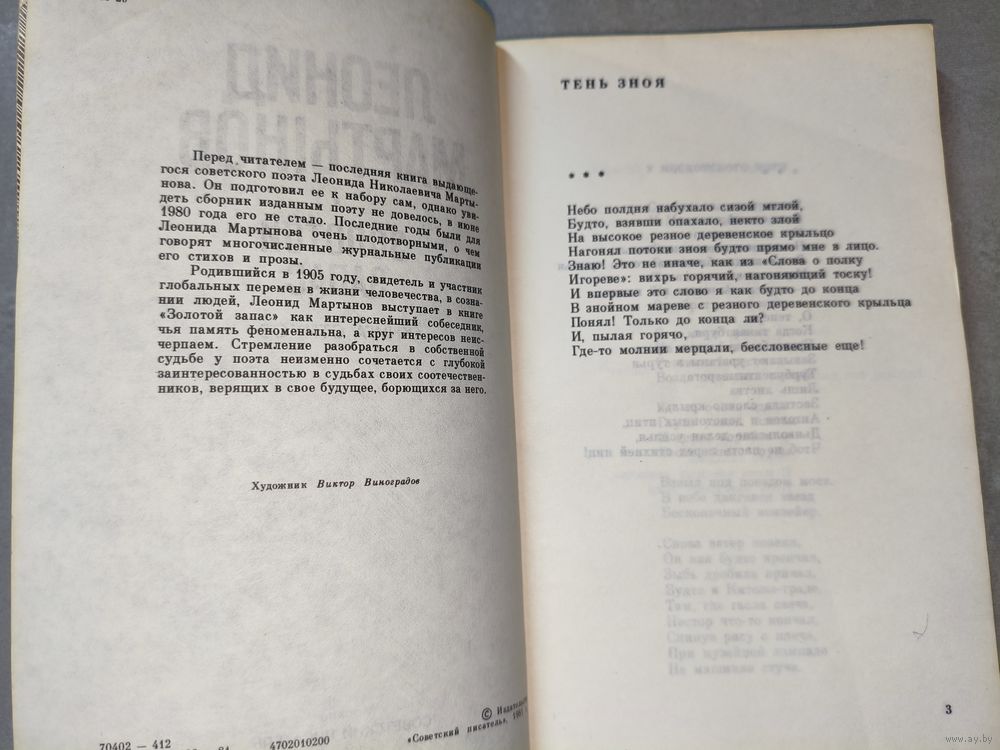 Перед читателем — последняя книга выдающе-
гося советского поэта Леонида Николаевича Марты-
нова. Он подготовил ее к набору сам, однако уви-
деть сборник изданным поэту не довелось, в июне
1980 года его не стало. Последние годы были для
Леонида Мартынова очень плодотворными, о чем
говорят многочисленные журнальные публикации
его стихов и прозы.
Родившийся в 1905 году, свидетель и участник
глобальных перемен в жизни человечества, в созна-
нии людей, Леонид Мартынов выступает в книге
«Золотой запас» как интереснейший собеседник,
чья память феноменальна, а круг интересов неис-
черпаем. Стремление разобраться в собственной
судьбе у поэта неизменно сочетается с глубокой
заинтересованностью в судьбах своих соотечествен-
ников, верящих в свое будущее, борющихся за него.
Художник Виктор Виноградов
70402 — 412
4702010200
©
«Советский писатель»,
ТЕНЬ ЗНОЯ
* * *
Небо полдня набухало сизой мглой,
Будто, взявши опахало, некто злой
На высокое резное деревенское крыльцо
Нагонял потоки зноя будто прямо мне в лицо.
Знаю! Это не иначе, как из «Слова о полку
Игореве»: вихрь горячий, нагоняющий тоску!
И впервые это слово я как будто до конца
В знойном мареве с резного деревенского крыльца
Понял! Только до конца ли?
И, пылая горячо,
Где-то молнии мерцали, бессловесные еще!
3
www.ay.by